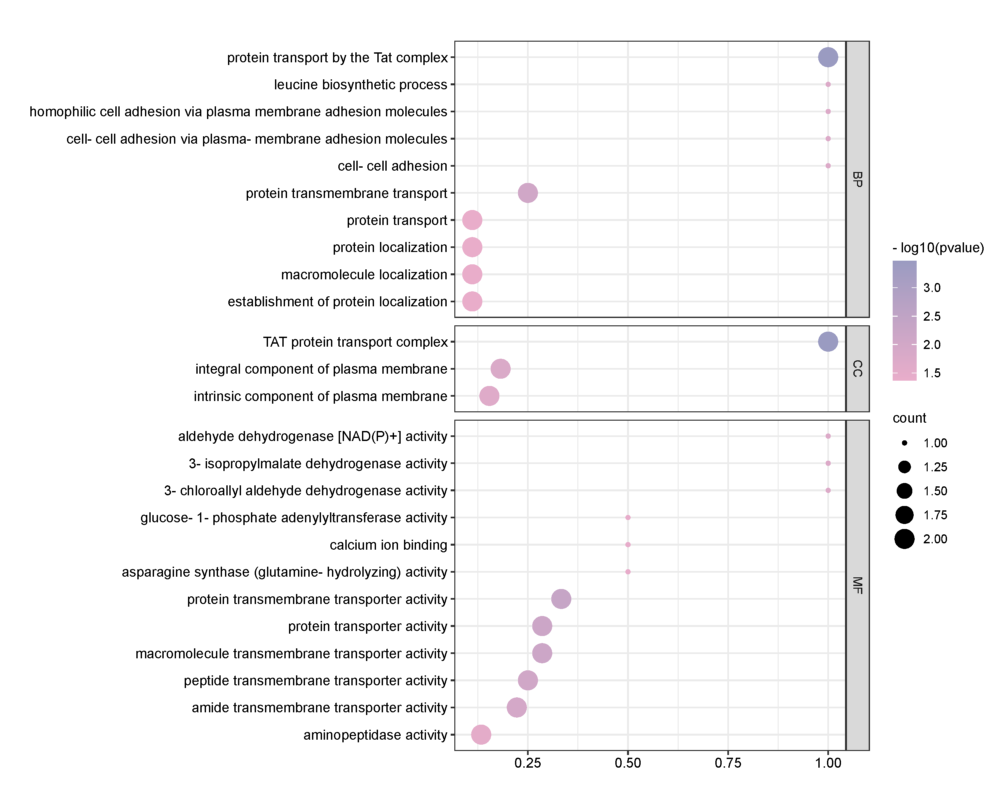 protein transport by the Tat complex
leucine biosynthetic process
homophilic cell adhesion via plasma membrane adhesion molecules
cell- cell adhesion via plasma- membrane adhesion molecules
cell- cell adhesion
protein transmembrane transport
protein transport
protein localization
macromolecule localization
establishment of protein localization
BP
TAT protein transport complex
integral component of plasma membrane
intrinsic component of plasma membrane
CC
aldehyde dehydrogenase [NAD(P)+] activity
3- isopropylmalate dehydrogenase activity
3- chloroallyl aldehyde dehydrogenase activity
glucose- 1- phosphate adenylyltransferase activity
calcium ion binding
asparagine synthase (glutamine- hydrolyzing) activity
protein transmembrane transporter activity
protein transporter activity
macromolecule transmembrane transporter activity
peptide transmembrane transporter activity
amide transmembrane transporter activity
aminopeptidase activity
MF
0.25 0.50 0.75 1.00
- log10(pvalue)
3.0
2.5
2.0
1.5
count
1.00
1.25
1.50
1.75
2.00